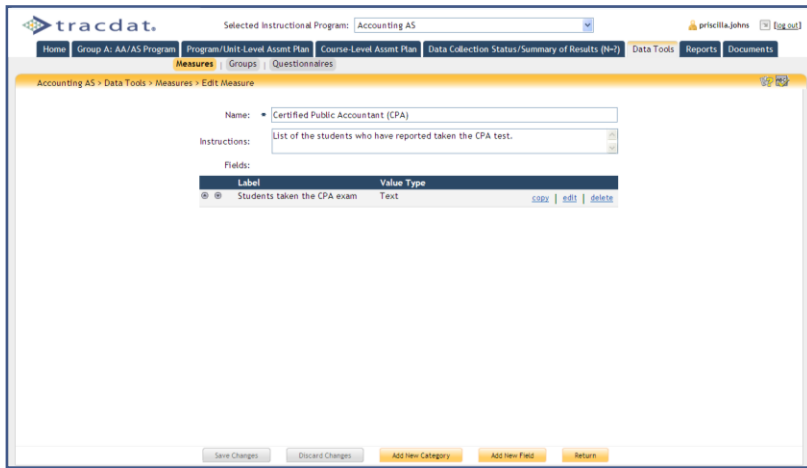 tracdat.
Selected Instructional Program: Accounting AS
priscilla.johns [log out]
Home Group A: AA/AS Program Program/Unit-Level Assmt Plan Course-Level Assmt Plan Data Collection Status/Summary of Results (N=?) Data Tools Reports Documents
Measures | Groups | Questionnaires
Accounting AS > Data Tools > Measures > Edit Measure
Name: Certified Public Accountant (CPA)
Instructions: List of the students who have reported taken the CPA test.
Fields:
Label Value Type
Students taken the CPA exam Text copy | edit | delete
Save Changes Discard Changes Add New Category Add New Field Return